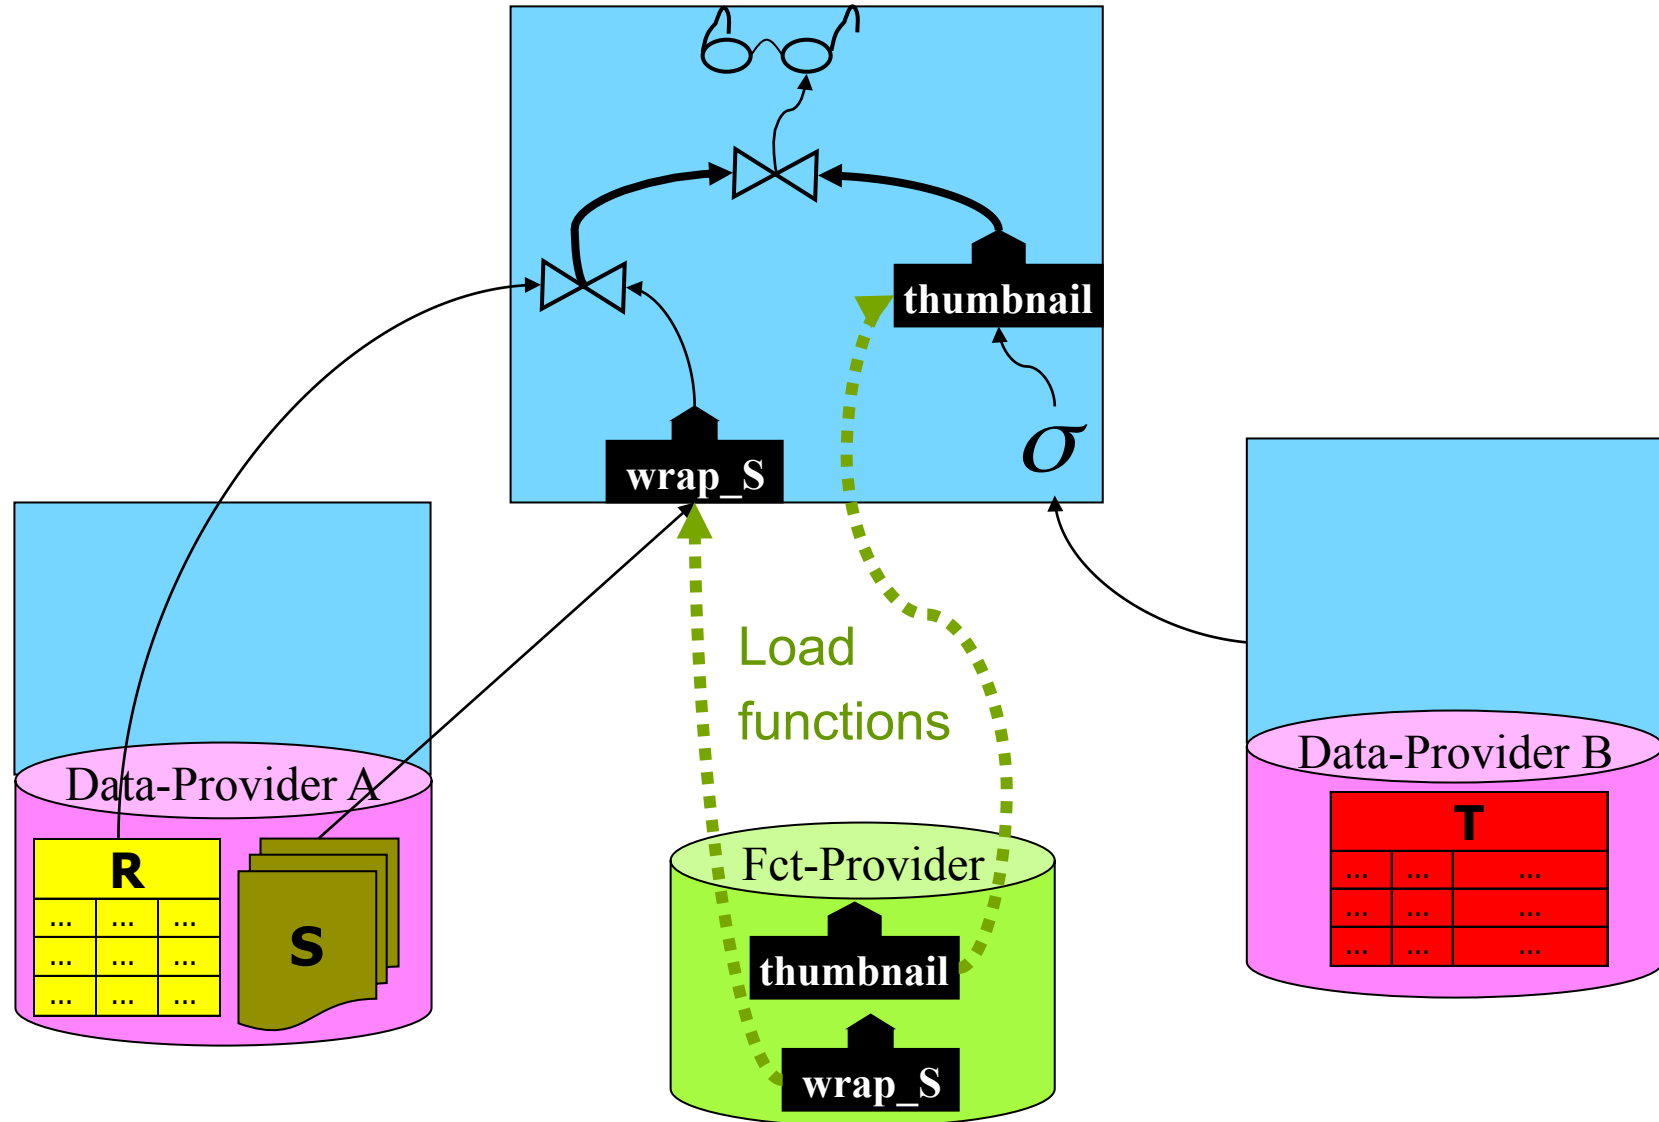 thumbnail
wrap_S
σ
Load
functions
Data-Provider A
R
... ... ...
... ... ...
... ... ...
S
Fct-Provider
thumbnail
wrap_S
Data-Provider B
T
... ... ...
... ... ...
... ... ...